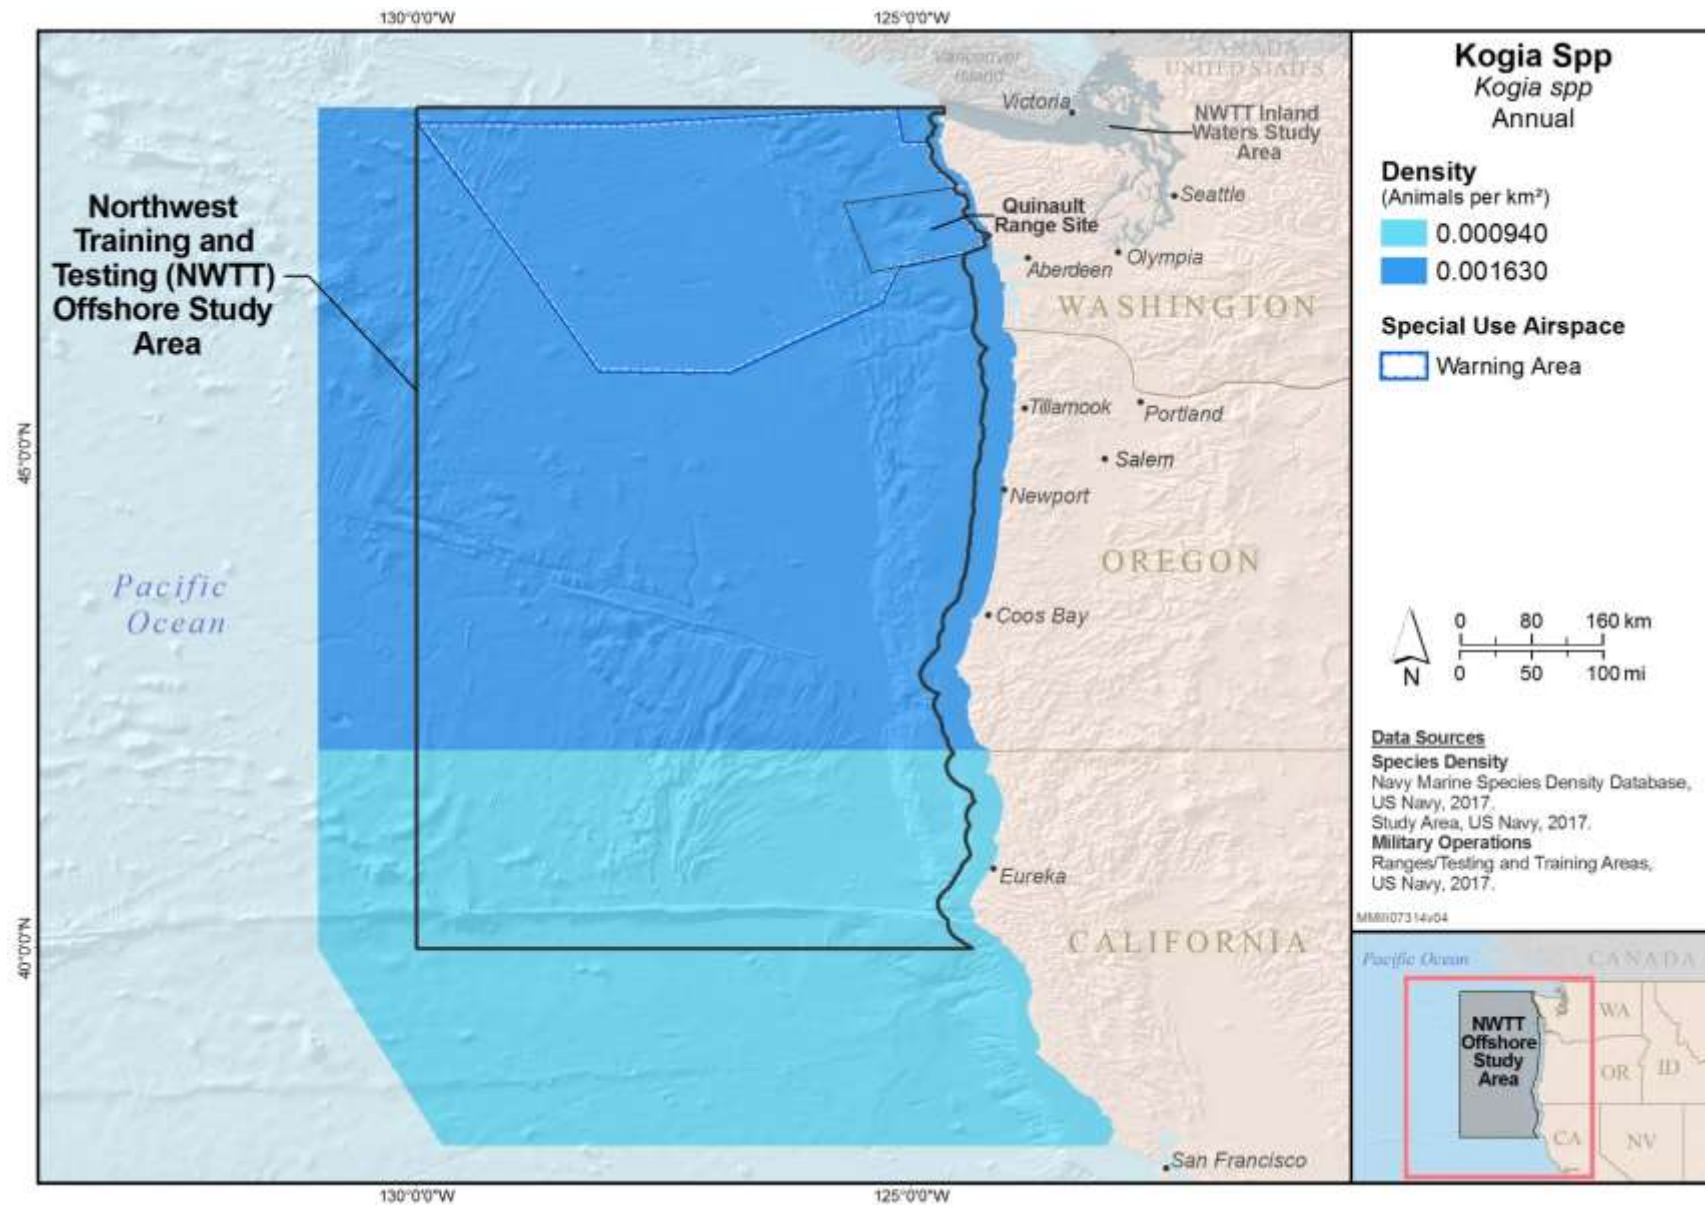 130°0'0"W
125°0'0"W
Vancouver
Island
CANADA
UNITED STATES
Victoria
NWTT Inland
Waters Study
Area
Seattle
Northwest
Training and
Testing (NWTT)
Offshore Study
Area
Quinault
Range Site
Aberdeen
Olympia
WASHINGTON
Tillamook
Portland
45°0'0"N
Salem
Newport
OREGON
Pacific
Ocean
Coos Bay
Eureka
40°0'0"N
CALIFORNIA
San Francisco
130°0'0"W
125°0'0"W
Kogia Spp
Kogia spp
Annual
Density
(Animals per km²)
0.000940
0.001630
Special Use Airspace
Warning Area
0 80 160 km
0 50 100 mi
N
Data Sources
Species Density
Navy Marine Species Density Database,
US Navy, 2017.
Study Area, US Navy, 2017.
Military Operations
Ranges/Testing and Training Areas,
US Navy, 2017.
Pacific Ocean
CANADA
NWTT
Offshore
Study
Area
WA
OR
ID
CA
NV